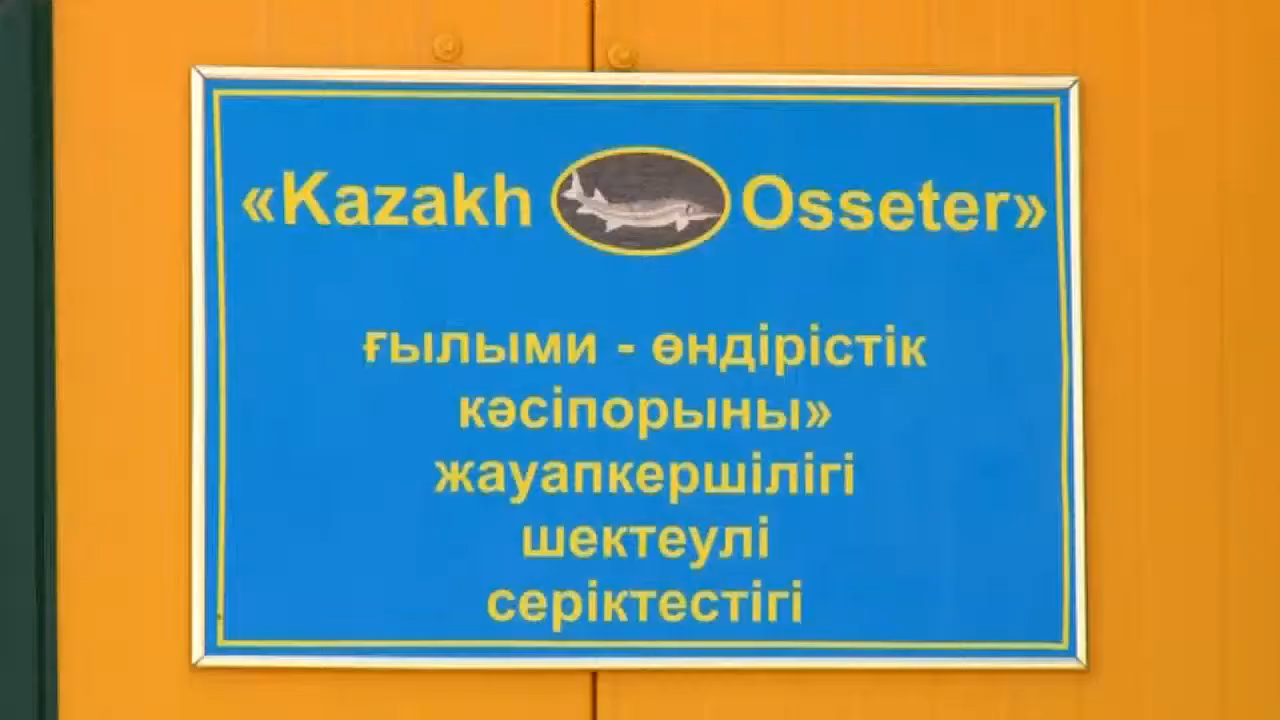 «Kazakh Osseter»
ғылыми - өндірістік
кәсіпорыны»
жауапкершілігі
шектеулі
серіктестігі